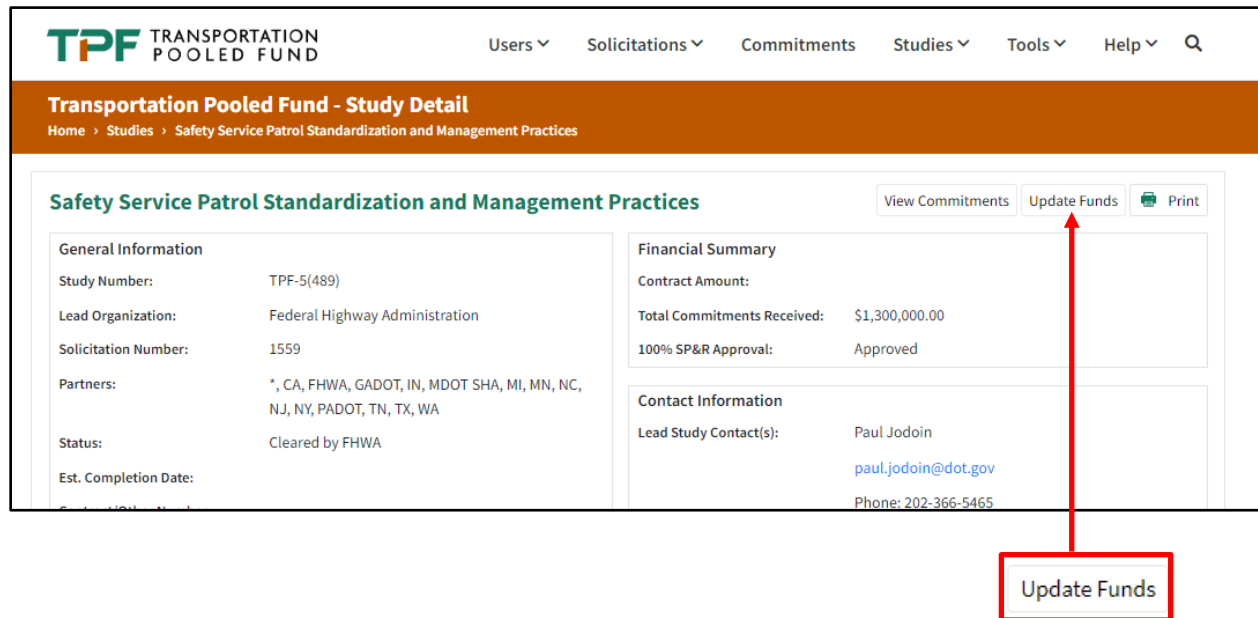 TPF TRANSPORTATION POOLED FUND
Users Solicitations Commitments Studies Tools Help
Transportation Pooled Fund - Study Detail
Home › Studies › Safety Service Patrol Standardization and Management Practices
Safety Service Patrol Standardization and Management Practices
View Commitments Update Funds Print
General Information
Study Number: TPF-5(489)
Lead Organization: Federal Highway Administration
Solicitation Number: 1559
Partners: *, CA, FHWA, GADOT, IN, MDOT SHA, MI, MN, NC,
NJ, NY, PADOT, TN, TX, WA
Status: Cleared by FHWA
Est. Completion Date:
Financial Summary
Contract Amount:
Total Commitments Received: $1,300,000.00
100% SP&R Approval: Approved
Contact Information
Lead Study Contact(s): Paul Jodoin
paul.jodoin@dot.gov
Phone: 202-366-5465
Update Funds